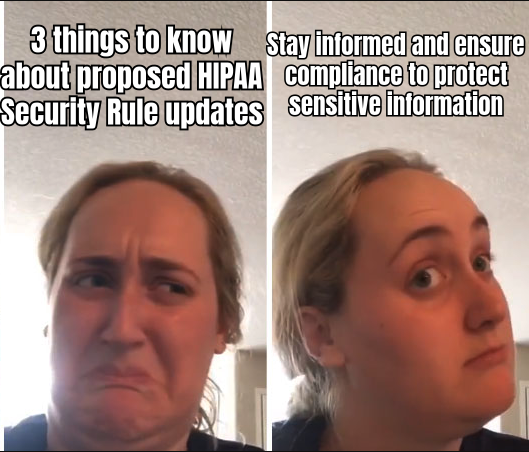 3 things to know
about proposed HIPAA
Security Rule updates
Stay informed and ensure
compliance to protect
sensitive information